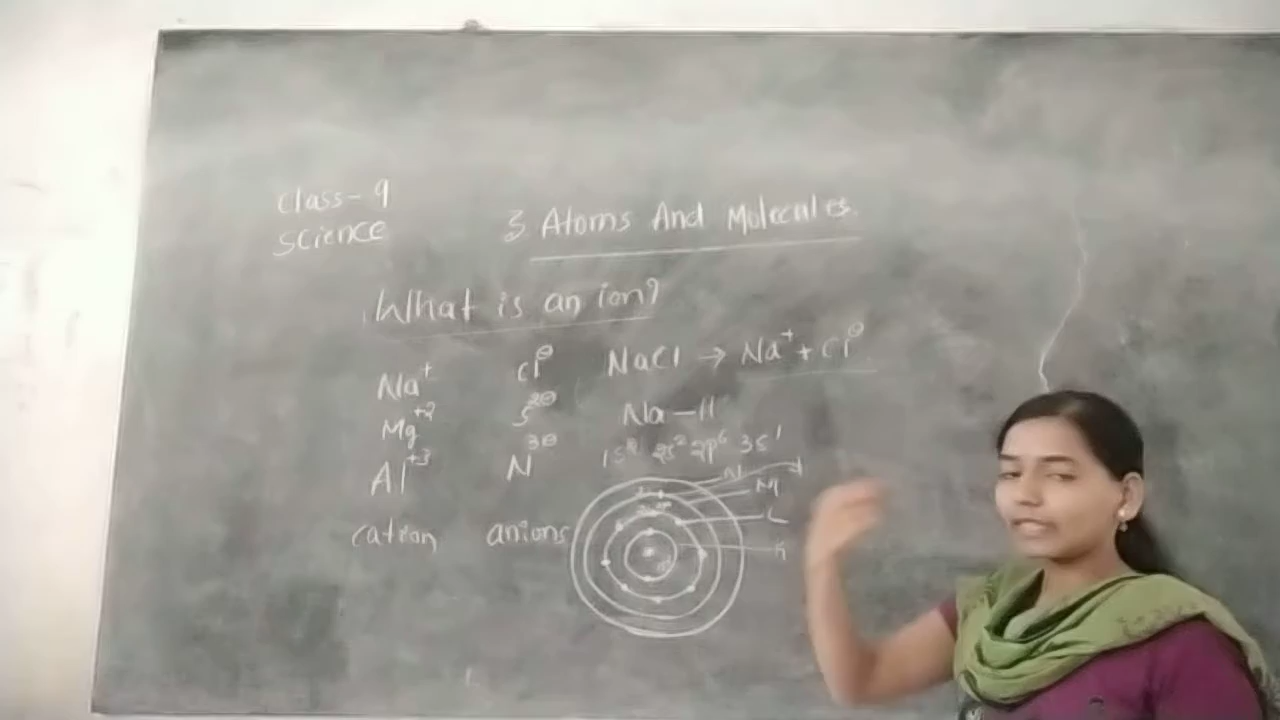 Class-9
Science
3 Atoms And Molecules.
What is an ion?
Na⁺ Cl⊖ NaCl → Na⁺ + Cl⊖
Mg⁺² S²⊖ Na-11
Al⁺³ N³⊖ 1s² 2s² 2p⁶ 3s¹
cation anions
M
L
K